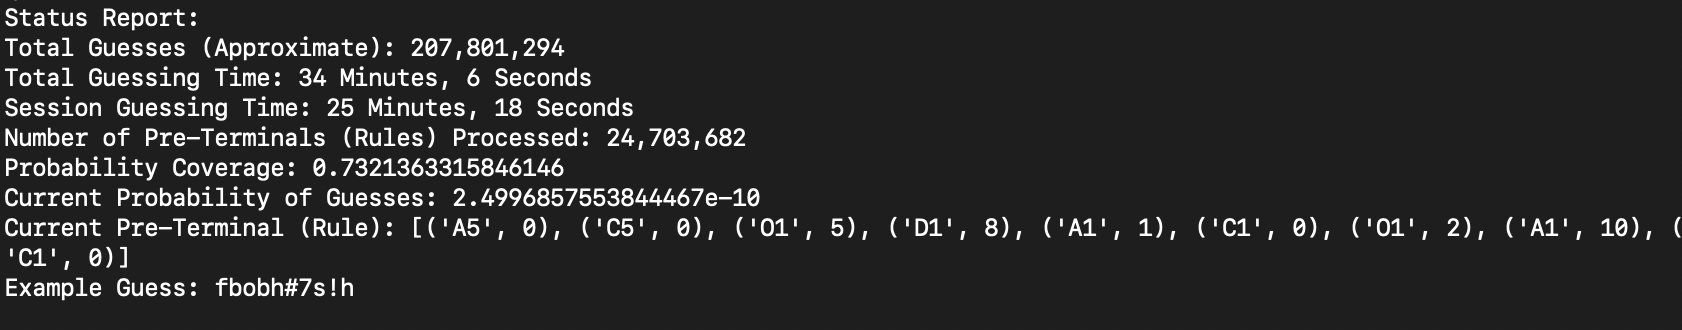 Status Report:
Total Guesses (Approximate): 207,801,294
Total Guessing Time: 34 Minutes, 6 Seconds
Session Guessing Time: 25 Minutes, 18 Seconds
Number of Pre-Terminals (Rules) Processed: 24,703,682
Probability Coverage: 0.7321363315846146
Current Probability of Guesses: 2.4996857553844467e-10
Current Pre-Terminal (Rule): [('A5', 0), ('C5', 0), ('O1', 5), ('D1', 8), ('A1', 1), ('C1', 0), ('O1', 2), ('A1', 10), (
'C1', 0)]
Example Guess: fbobh#7s!h